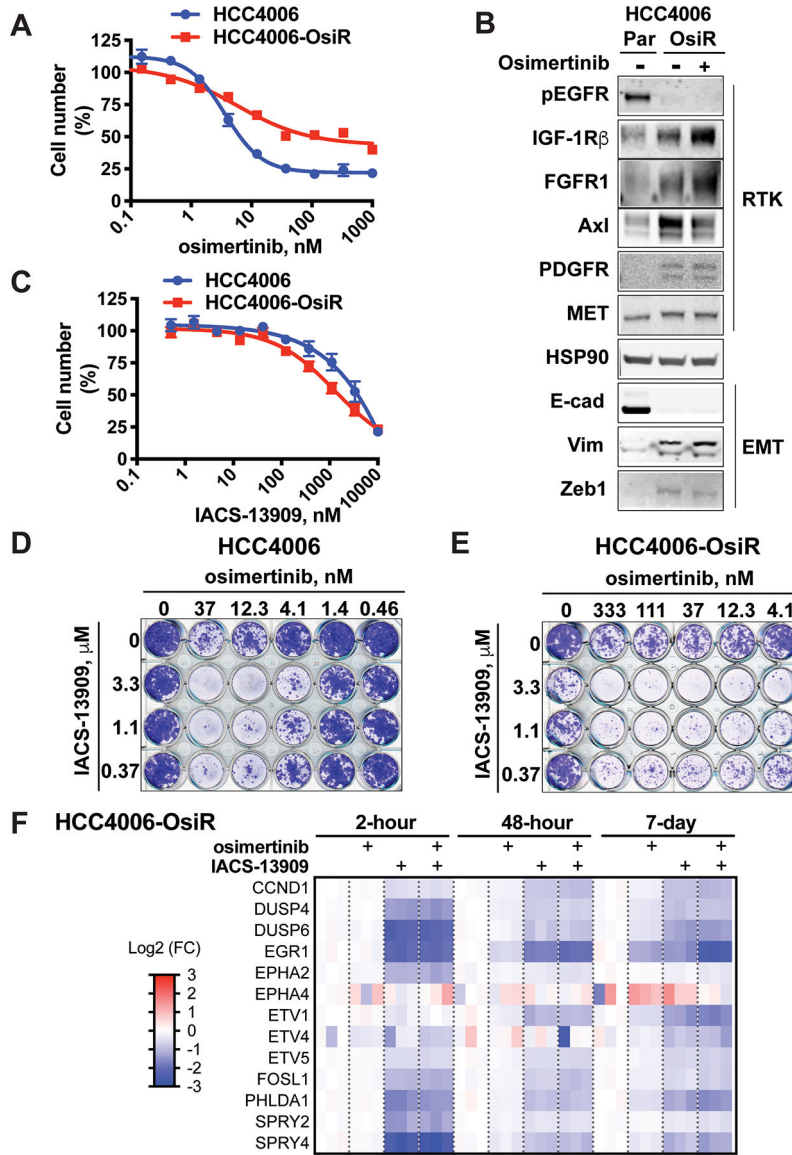 A
HCC4006
HCC4006-OsiR
Cell number
(%)
125
100
75
50
25
0
0.1
1
10
100
1000
osimertinib, nM
B
HCC4006
Par OsiR
Osimertinib - - +
pEGFR
IGF-1Rβ
FGFR1
Axl
PDGFR
MET
RTK
HSP90
E-cad
Vim
Zeb1
EMT
C
HCC4006
HCC4006-OsiR
Cell number
(%)
125
100
75
50
25
0
0.1
1
10
100
1000
10000
IACS-13909, nM
D
HCC4006
osimertinib, nM
0 37 12.3 4.1 1.4 0.46
IACS-13909, μM
0
3.3
1.1
0.37
E
HCC4006-OsiR
osimertinib, nM
0 333 111 37 12.3 4.1
IACS-13909, μM
0
3.3
1.1
0.37
F
HCC4006-OsiR
2-hour 48-hour 7-day
osimertinib + + + + + +
IACS-13909 + + + + + +
CCND1
DUSP4
DUSP6
EGR1
EPHA2
EPHA4
ETV1
ETV4
ETV5
FOSL1
PHLDA1
SPRY2
SPRY4
Log2 (FC)
3
2
1
0
-1
-2
-3